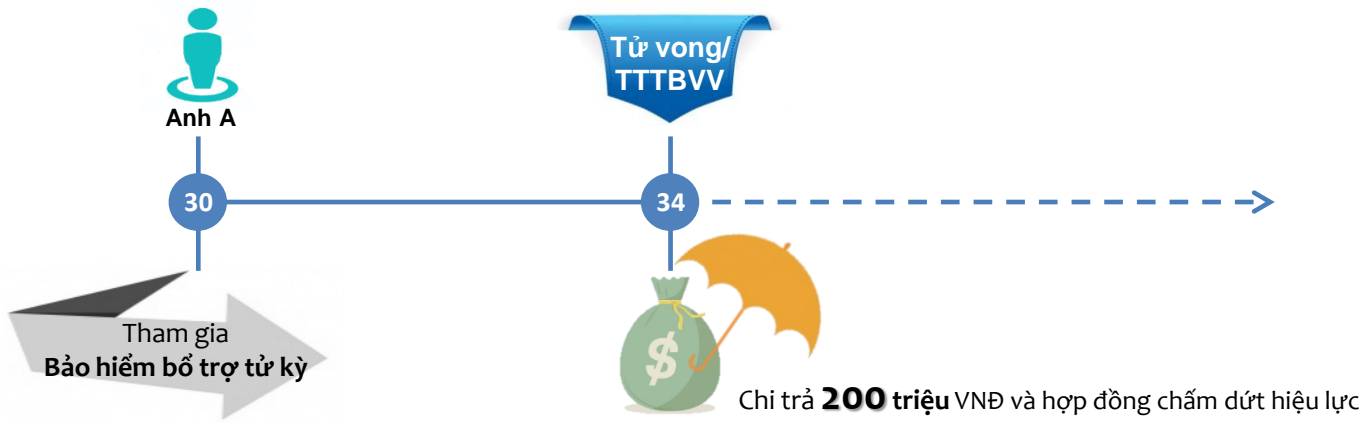 Tử vong/
TTTBVV
Anh A
30
34
Tham gia
Bảo hiểm bổ trợ tử kỳ
$
Chi trả 200 triệu VNĐ và hợp đồng chấm dứt hiệu lực